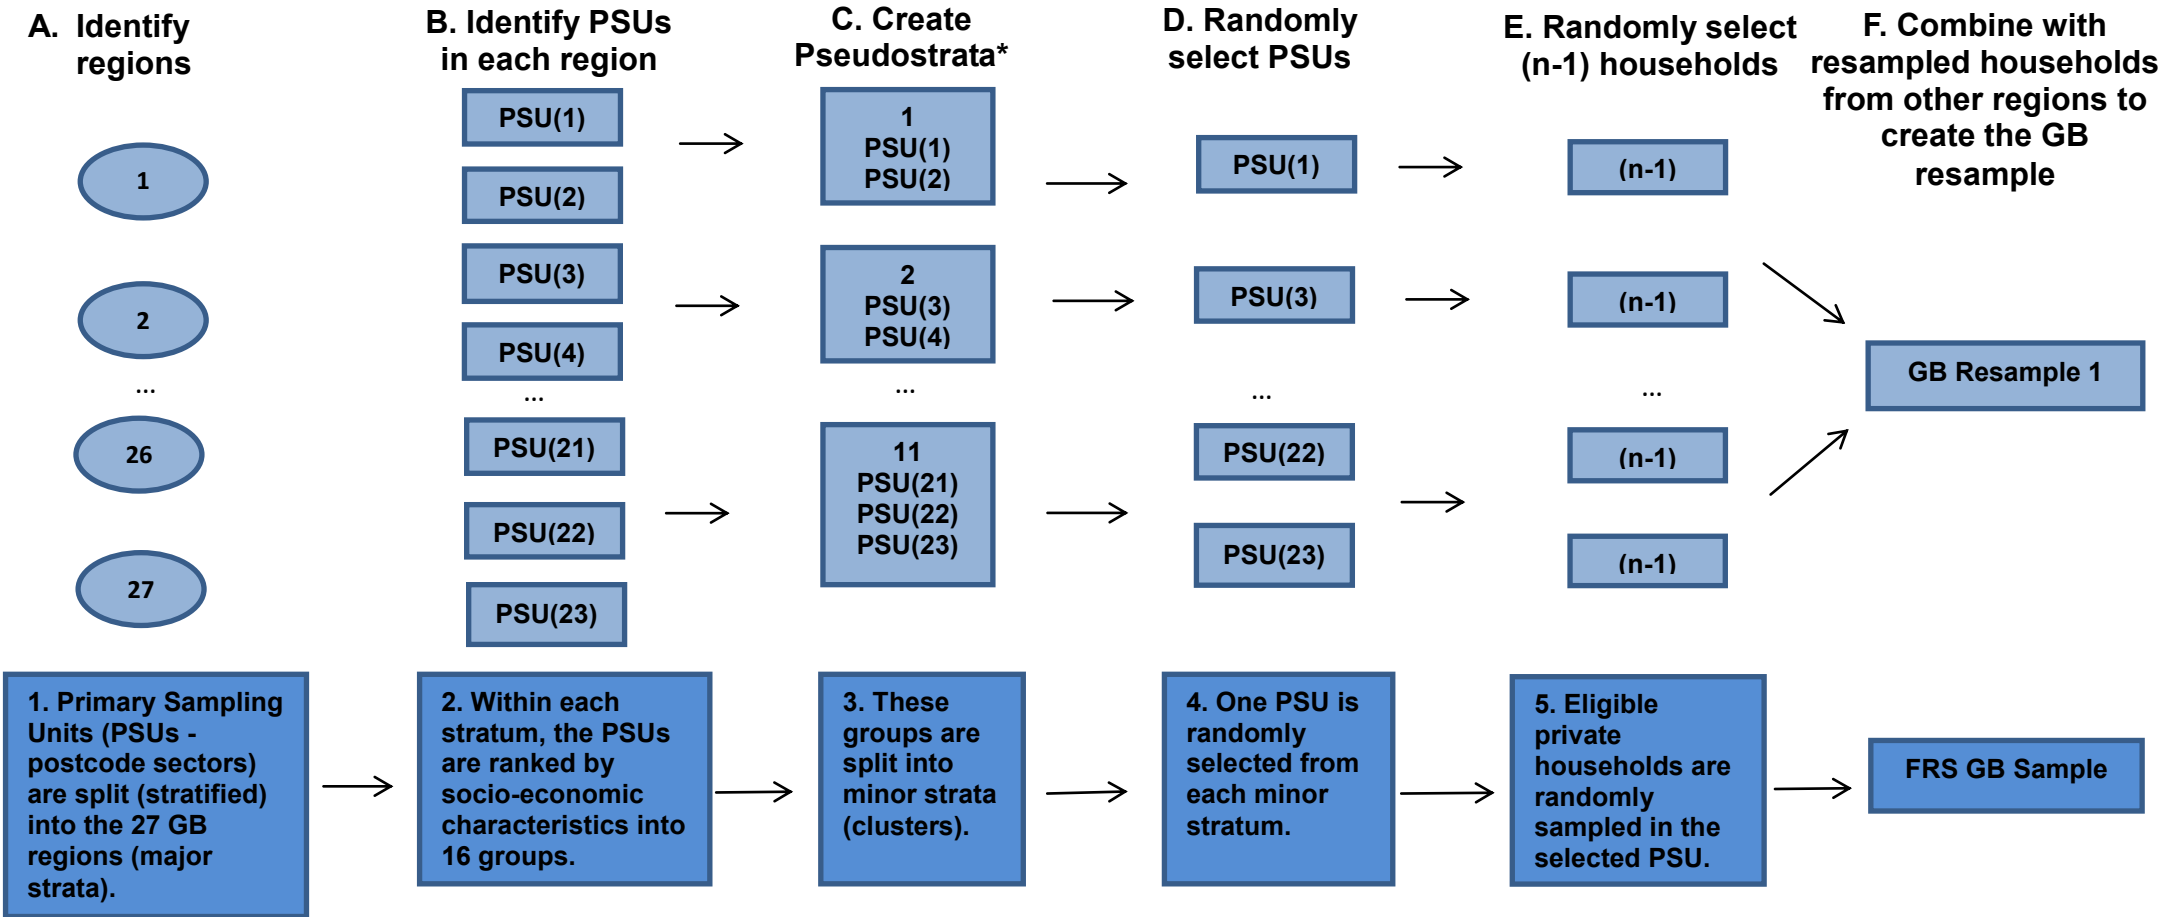 A. Identify
regions
B. Identify PSUs
in each region
C. Create
Pseudostrata*
D. Randomly
select PSUs
E. Randomly select
(n-1) households
F. Combine with
resampled households
from other regions to
create the GB
resample
1
2
...
26
27
PSU(1)
PSU(2)
PSU(3)
PSU(4)
...
PSU(21)
PSU(22)
PSU(23)
1
PSU(1)
PSU(2)
2
PSU(3)
PSU(4)
...
11
PSU(21)
PSU(22)
PSU(23)
PSU(1)
PSU(3)
...
PSU(22)
PSU(23)
(n-1)
(n-1)
...
(n-1)
(n-1)
GB Resample 1
1. Primary Sampling
Units (PSUs -
postcode sectors)
are split (stratified)
into the 27 GB
regions (major
strata).
2. Within each
stratum, the PSUs
are ranked by
socio-economic
characteristics into
16 groups.
3. These
groups are
split into
minor strata
(clusters).
4. One PSU is
randomly
selected from
each minor
stratum.
5. Eligible
private
households are
randomly
sampled in the
selected PSU.
FRS GB Sample